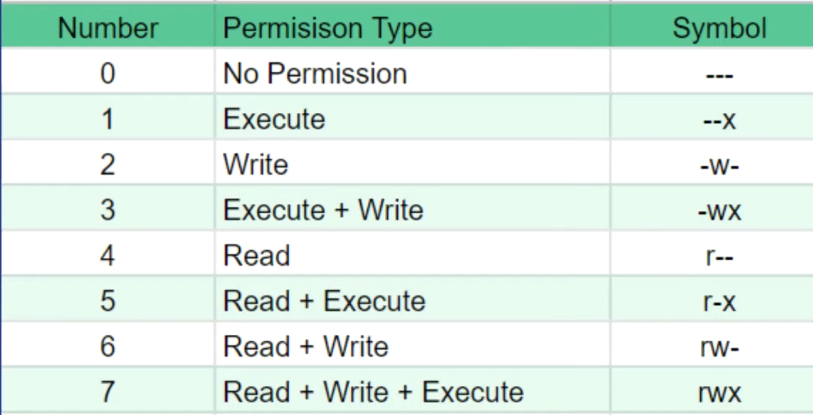 Number Permisison Type Symbol
0 No Permission ---
1 Execute --x
2 Write -w-
3 Execute + Write -wx
4 Read r--
5 Read + Execute r-x
6 Read + Write rw-
7 Read + Write + Execute rwx